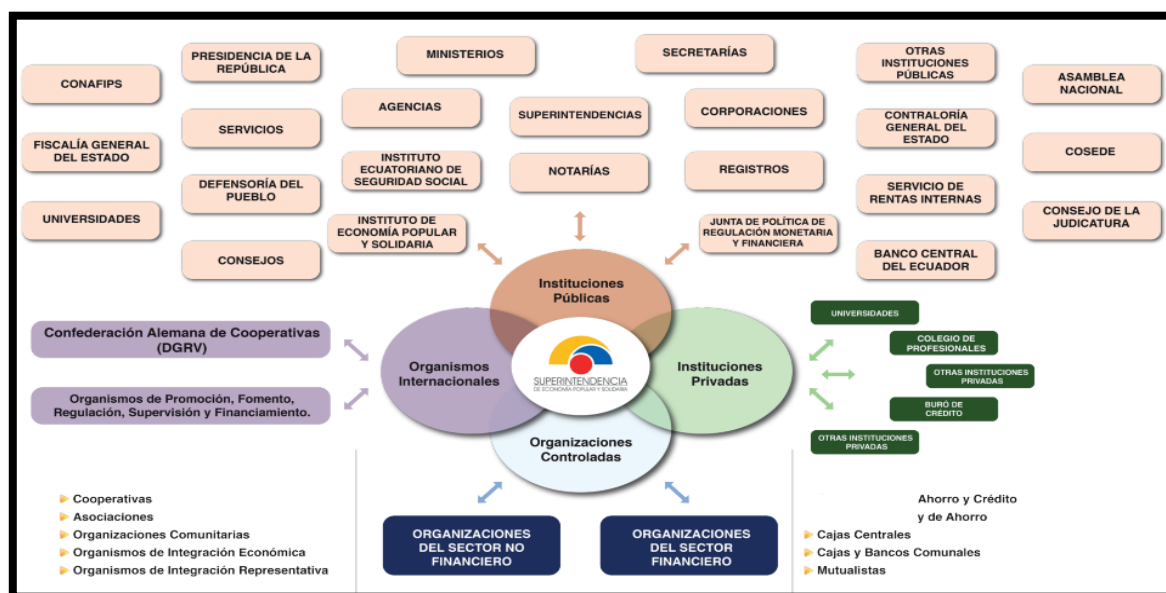 CONAFIPS
FISCALÍA GENERAL
DEL ESTADO
UNIVERSIDADES
PRESIDENCIA DE LA
REPÚBLICA
SERVICIOS
DEFENSORÍA DEL
PUEBLO
CONSEJOS
MINISTERIOS
SECRETARÍAS
AGENCIAS
SUPERINTENDENCIAS
CORPORACIONES
INSTITUTO
ECUATORIANO DE
SEGURIDAD SOCIAL
NOTARÍAS
REGISTROS
INSTITUTO DE
ECONOMÍA POPULAR
Y SOLIDARIA
JUNTA DE POLÍTICA DE
REGULACIÓN MONETARIA
Y FINANCIERA
OTRAS
INSTITUCIONES
PÚBLICAS
CONTRALORÍA
GENERAL DEL
ESTADO
SERVICIO DE
RENTAS INTERNAS
BANCO CENTRAL
DEL ECUADOR
ASAMBLEA
NACIONAL
COSEDE
CONSEJO DE LA
JUDICATURA
Instituciones
Públicas
Confederación Alemana de Cooperativas
(DGRV)
Organismos de Promoción, Fomento,
Regulación, Supervisión y Financiamiento.
Organismos
Internacionales
SUPERINTENDENCIA
DE ECONOMÍA POPULAR Y SOLIDARIA
Instituciones
Privadas
UNIVERSIDADES
COLEGIO DE
PROFESIONALES
OTRAS INSTITUCIONES
PRIVADAS
BURÓ DE
CRÉDITO
OTRAS INSTITUCIONES
PRIVADAS
Organizaciones
Controladas
Cooperativas
Asociaciones
Organizaciones Comunitarias
Organismos de Integración Económica
Organismos de Integración Representativa
ORGANIZACIONES
DEL SECTOR NO
FINANCIERO
ORGANIZACIONES
DEL SECTOR
FINANCIERO
Ahorro y Crédito
y de Ahorro
Cajas Centrales
Cajas y Bancos Comunales
Mutualistas